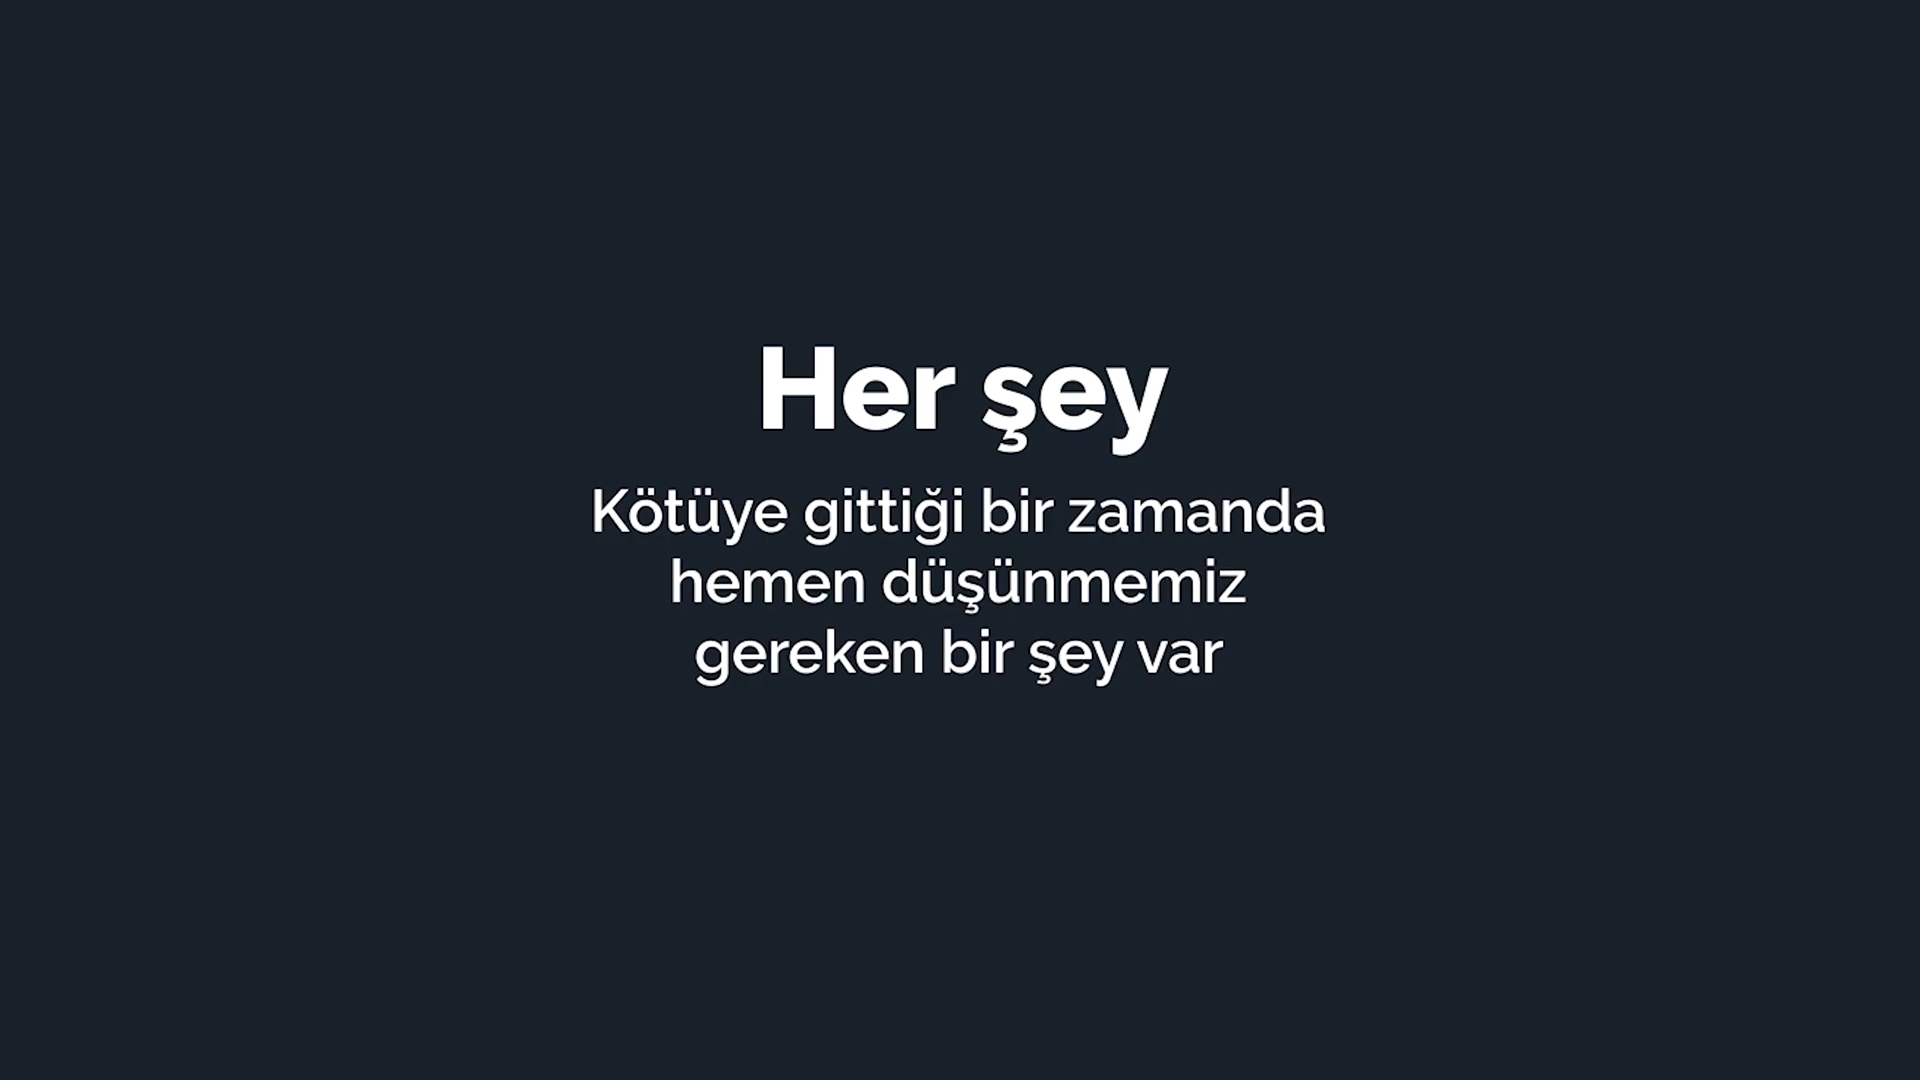 Her şey
Kötüye gittiği bir zamanda
hemen düşünmemiz
gereken bir şey var